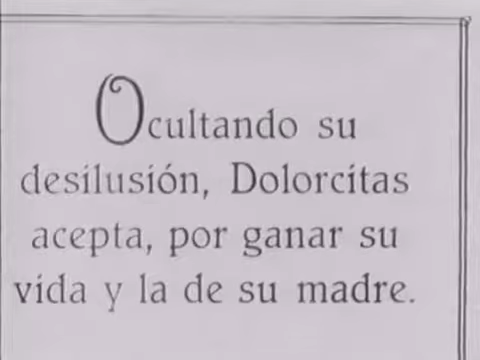 Ocultando su
desilusión, Dolorcitas
acepta, por ganar su
vida y la de su madre.